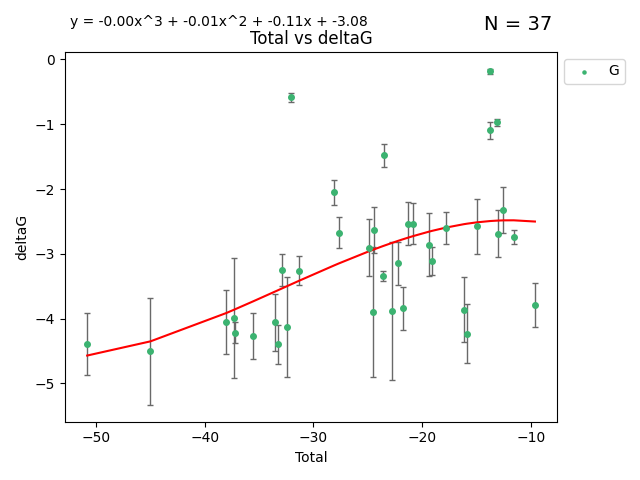 y = -0.00x^3 + -0.01x^2 + -0.11x + -3.08
N = 37
Total vs deltaG
G
0
−1
−2
−3
−4
−5
deltaG
−50 −40 −30 −20 −10
Total